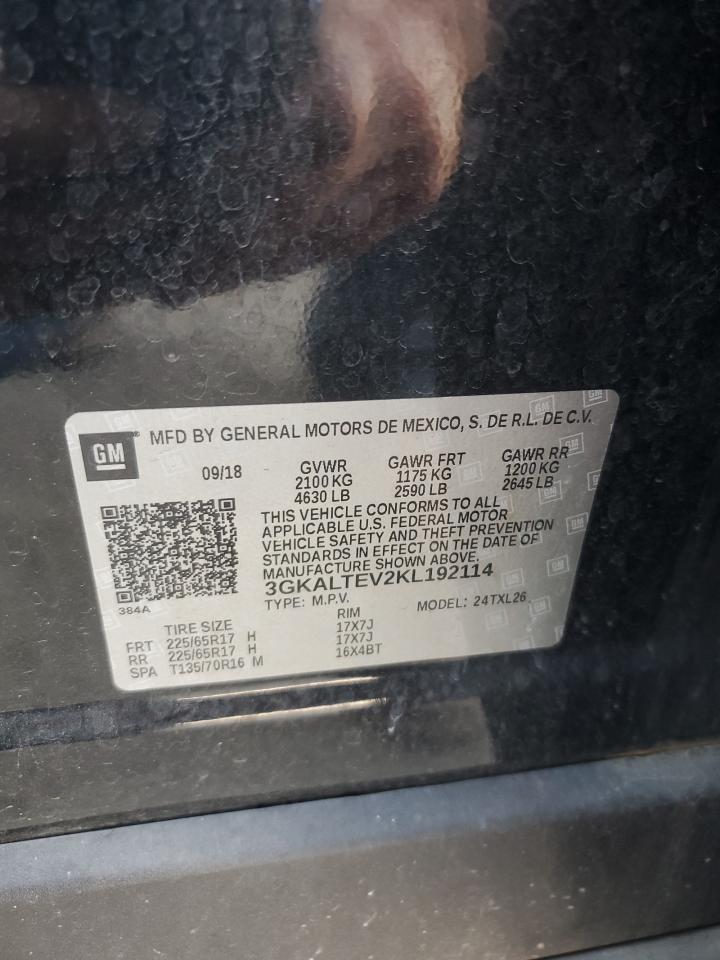 GM
MFD BY GENERAL MOTORS DE MEXICO, S. DE R.L. DE C.V.
09/18 GVWR GAWR FRT GAWR RR
2100 KG 1175 KG 1200 KG
4630 LB 2590 LB 2645 LB
THIS VEHICLE CONFORMS TO ALL
APPLICABLE U.S. FEDERAL MOTOR
VEHICLE SAFETY AND THEFT PREVENTION
STANDARDS IN EFFECT ON THE DATE OF
MANUFACTURE SHOWN ABOVE.
3GKALTEV2KL192114
384A
TYPE: M.P.V. MODEL: 24TXL26
TIRE SIZE RIM
FRT 225/65R17 H 17X7J
RR 225/65R17 H 17X7J
SPA T135/70R16 M 16X4BT